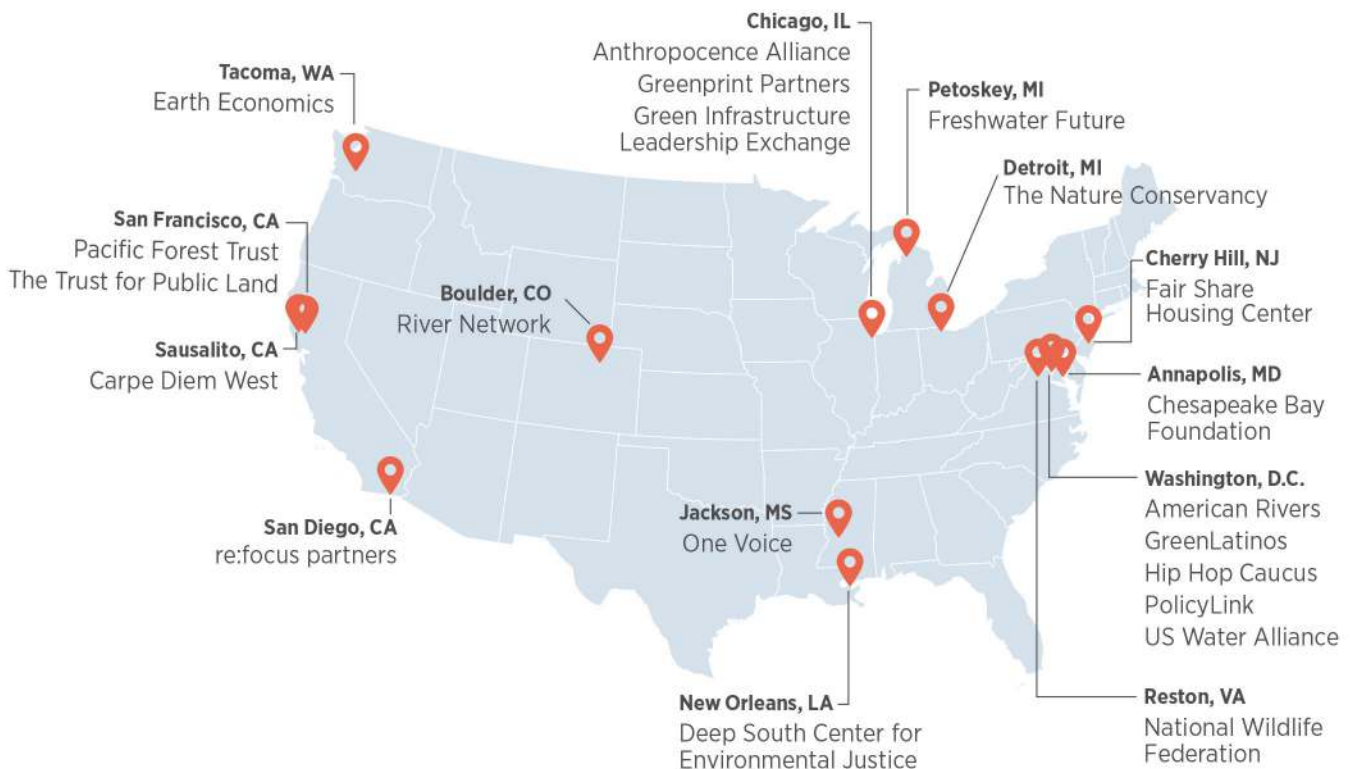 Chicago, IL
Anthropocence Alliance
Greenprint Partners
Green Infrastructure
Leadership Exchange
Tacoma, WA
Earth Economics
Petoskey, MI
Freshwater Future
Detroit, MI
The Nature Conservancy
San Francisco, CA
Pacific Forest Trust
The Trust for Public Land
Cherry Hill, NJ
Fair Share
Housing Center
Boulder, CO
River Network
Sausalito, CA
Carpe Diem West
Annapolis, MD
Chesapeake Bay
Foundation
Washington, D.C.
American Rivers
GreenLatinos
Hip Hop Caucus
PolicyLink
US Water Alliance
San Diego, CA
re:focus partners
Jackson, MS
One Voice
New Orleans, LA
Deep South Center for
Environmental Justice
Reston, VA
National Wildlife
Federation